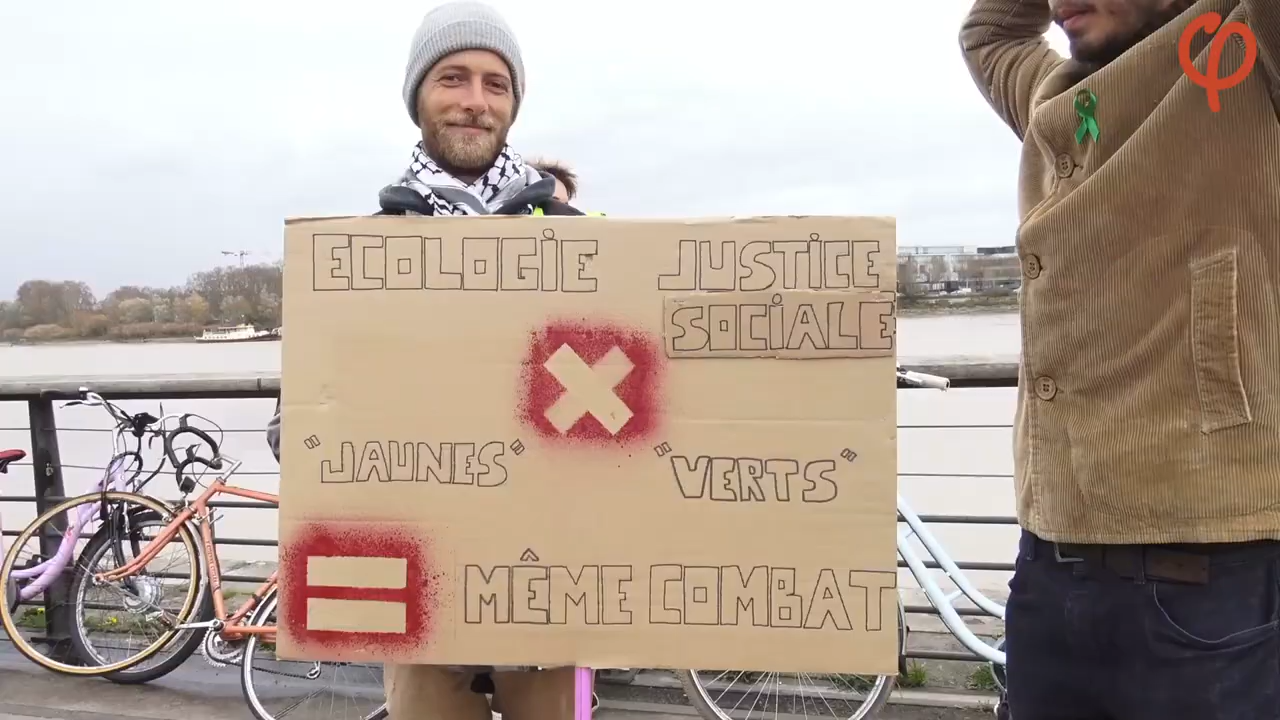 ECOLOGIE JUSTICE
SOCIALE
"JAUNES" "VERTS"
= MÊME COMBAT